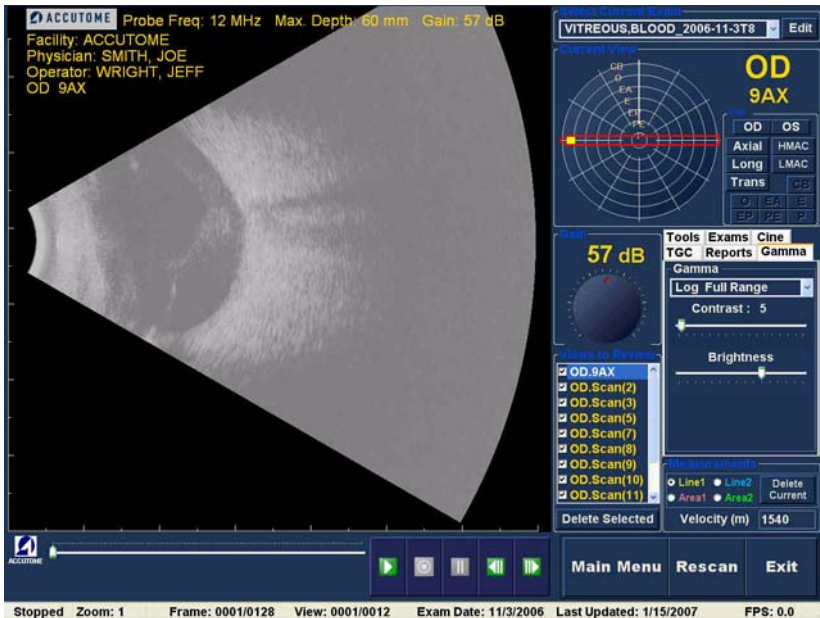 ACCUTOME Probe Freq: 12 MHz Max. Depth: 60 mm Gain: 57 dB
Facility: ACCUTOME
Physician: SMITH, JOE
Operator: WRIGHT, JEFF
OD 9AX
Select Current Exam
VITREOUS,BLOOD_2006-11-3T8 Edit
Current View
CB
O
EA
E
EP
PE
P
OD
9AX
OD OS
Axial HMAC
Long LMAC
Trans CB
O EA E
EP PE P
Gain
57 dB
Tools Exams Cine
TGC Reports Gamma
Gamma
Log Full Range
Contrast : 5
Brightness
Views to Review
OD.9AX
OD.Scan(2)
OD.Scan(3)
OD.Scan(5)
OD.Scan(7)
OD.Scan(8)
OD.Scan(9)
OD.Scan(10)
OD.Scan(11)
Delete Selected
Measurements
Line1 Line2
Area1 Area2
Delete Current
Velocity (m) 1540
ACCUTOME
Main Menu Rescan Exit
Stopped Zoom: 1 Frame: 0001/0128 View: 0001/0012 Exam Date: 11/3/2006 Last Updated: 1/15/2007 FPS: 0.0